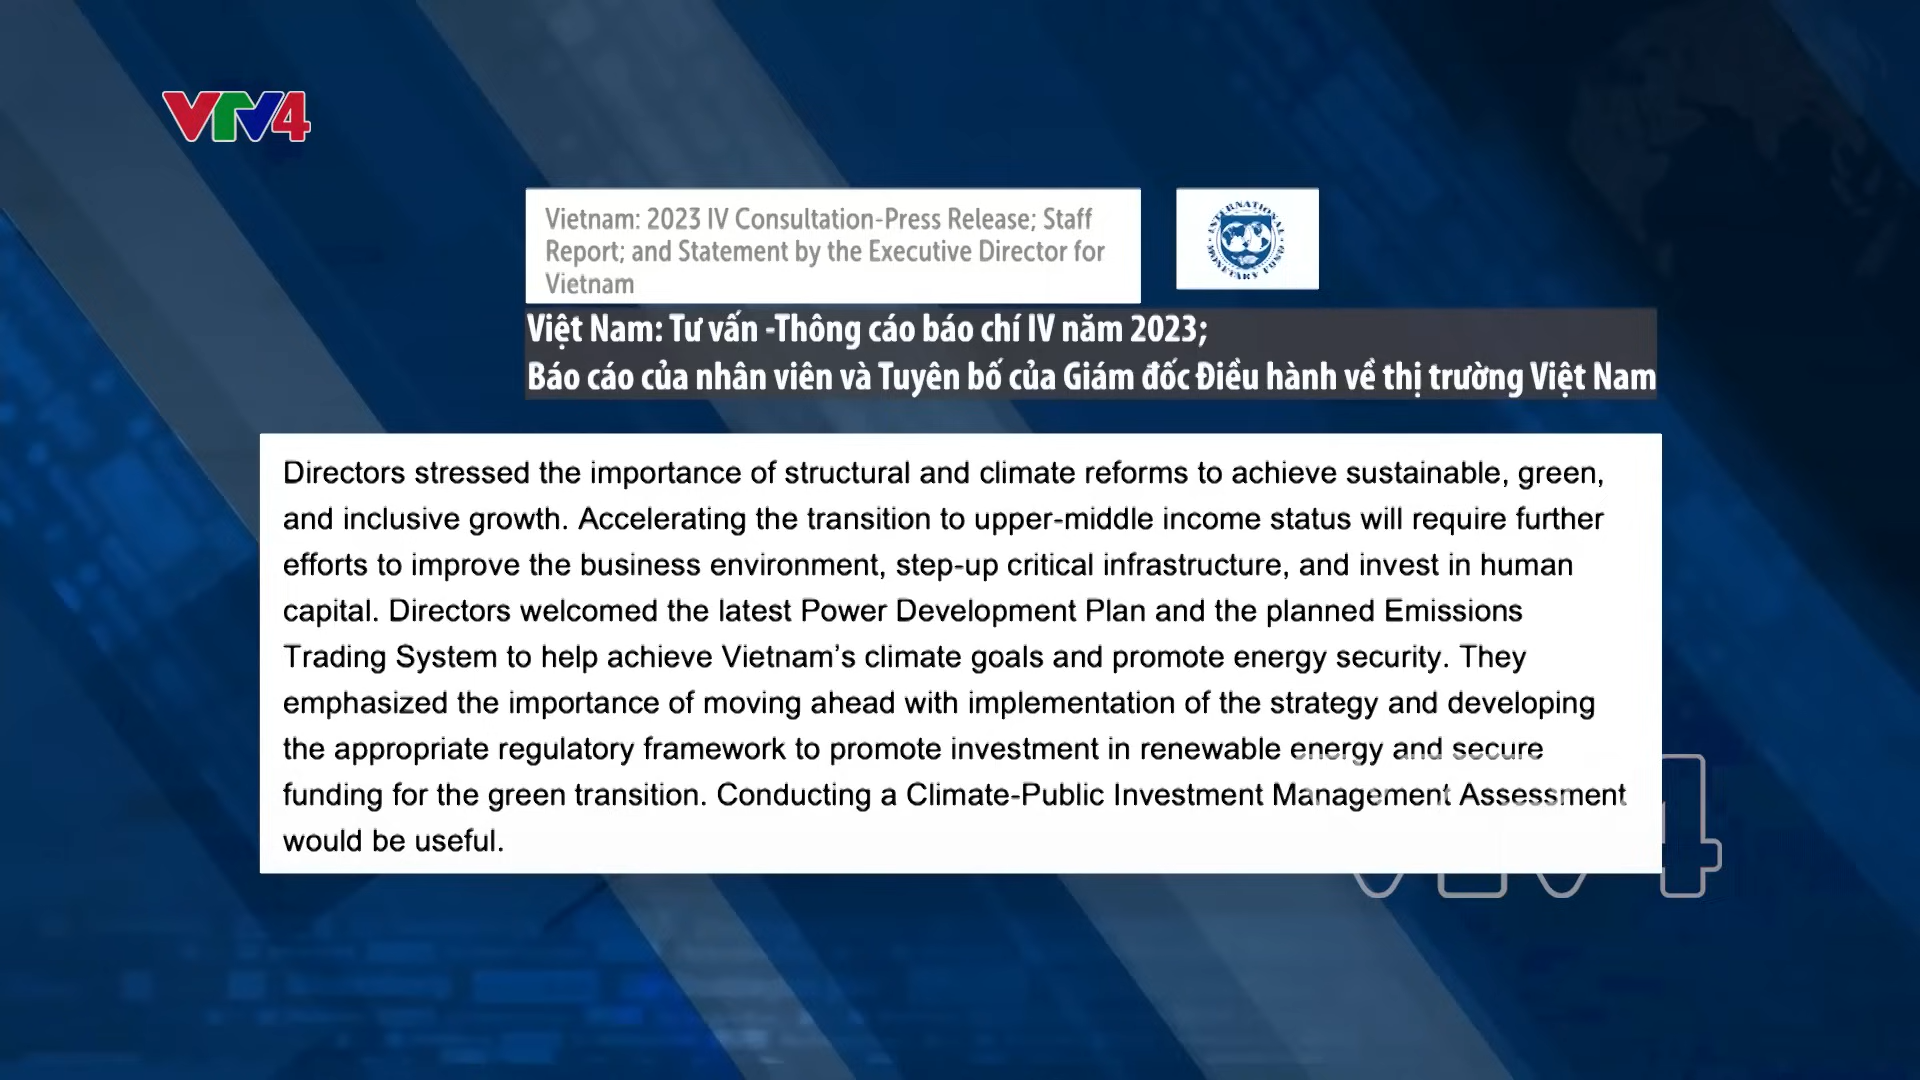 VTV4
Vietnam: 2023 IV Consultation-Press Release; Staff
Report; and Statement by the Executive Director for
Vietnam
INTERNATIONAL
MONETARY FUND
Việt Nam: Tư vấn -Thông cáo báo chí IV năm 2023;
Báo cáo của nhân viên và Tuyên bố của Giám đốc Điều hành về thị trường Việt Nam
Directors stressed the importance of structural and climate reforms to achieve sustainable, green,
and inclusive growth. Accelerating the transition to upper-middle income status will require further
efforts to improve the business environment, step-up critical infrastructure, and invest in human
capital. Directors welcomed the latest Power Development Plan and the planned Emissions
Trading System to help achieve Vietnam’s climate goals and promote energy security. They
emphasized the importance of moving ahead with implementation of the strategy and developing
the appropriate regulatory framework to promote investment in renewable energy and secure
funding for the green transition. Conducting a Climate-Public Investment Management Assessment
would be useful.